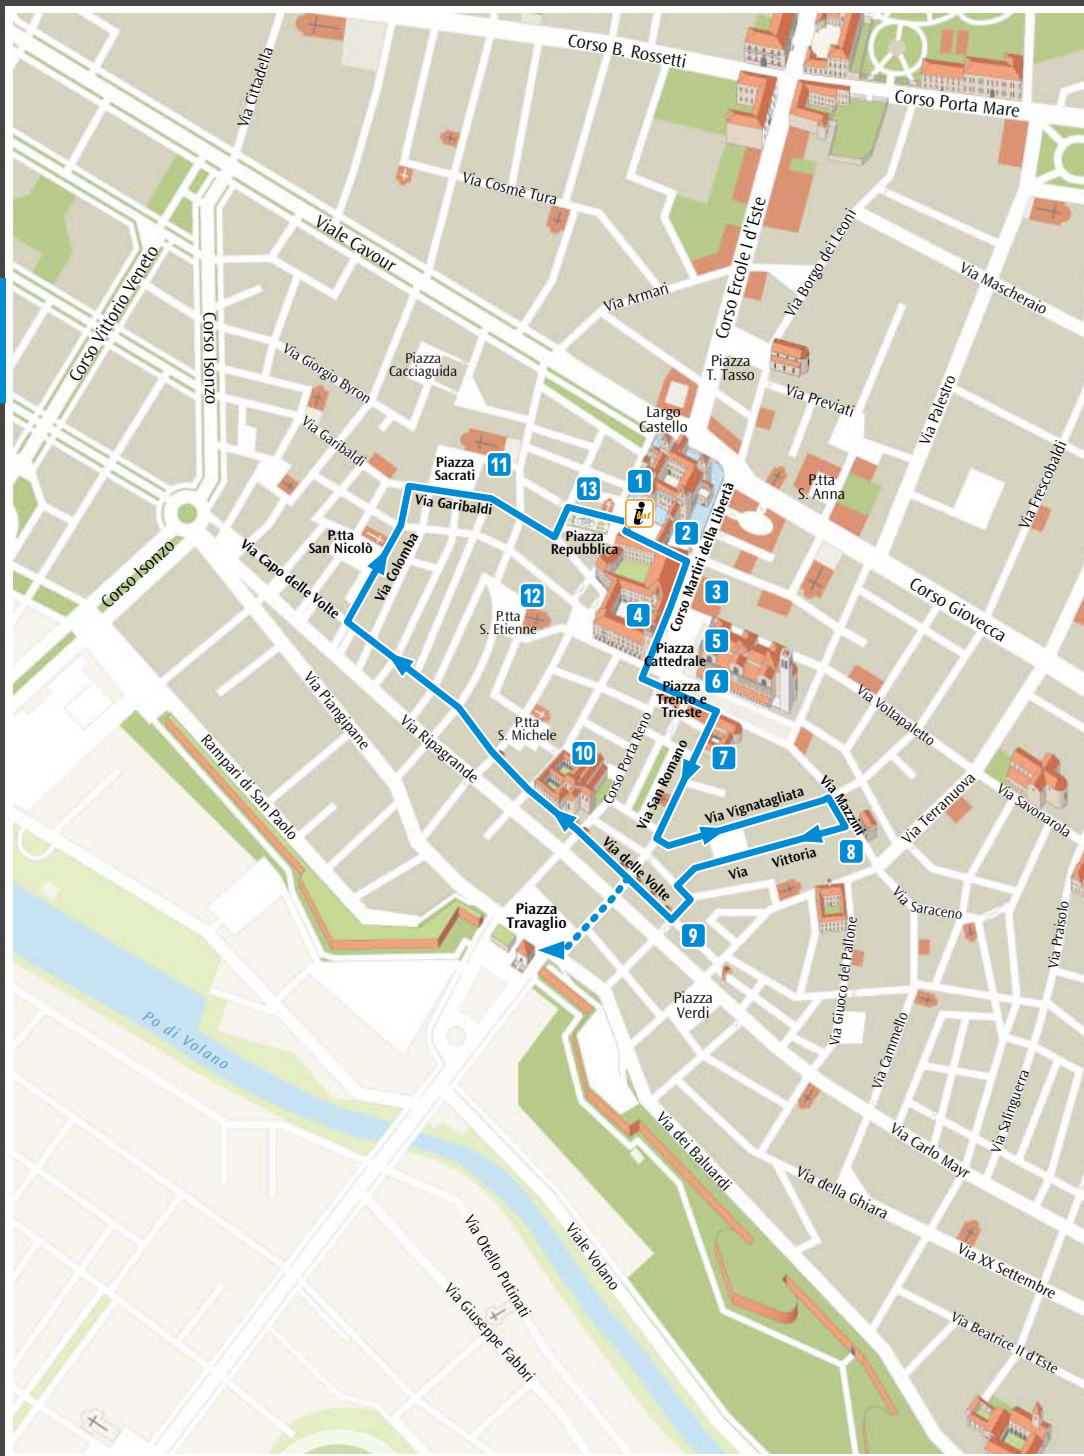 Corso B. Rossetti
Via Cittadella
Corso Porta Mare
Via Cosmè Tura
Viale Cavour
Corso Ercole I d'Este
Via Borgo dei Leoni
Corso Vittorio Veneto
Via Mascheraio
Via Armari
Corso Isonzo
Via Giorgio Byron
Piazza
Cacciaguida
Piazza
T. Tasso
Via Previati
Via Palestro
Largo
Castello
Via Garibaldi
Via Frescobaldi
Piazza
Sacrati
11
1
13
P.tta
S. Anna
Via Garibaldi
i
Corso Martiri della Libertà
P.tta
San Nicolò
Piazza
Repubblica
2
Corso Isonzo
Via Capo delle Volte
Via Colomba
12
3
Corso Giovecca
P.tta
S. Etienne
4
5
Piazza
Cattedrale
6
Piazza
Trento e
Trieste
Via Voltapaletto
Via Piangipane
Via Ripagrande
P.tta
S. Michele
10
Corso Porta Reno
7
Rampari di San Paolo
Via San Romano
Via Vignatagliata
Via Mazzini
Via Terranuova
Via Savonarola
Via delle Volte
Via Vittoria
8
Via Saraceno
Piazza
Travaglio
9
Via Praisolo
Via Giuoco del Pallone
Piazza
Verdi
Po di Volano
Via Cammello
Via Salinguerra
Via dei Baluardi
Via Carlo Mayr
Via della Ghiara
Via Otello Putinati
Viale Volano
Via XX Settembre
Via Giuseppe Fabbri
Via Beatrice II d'Este